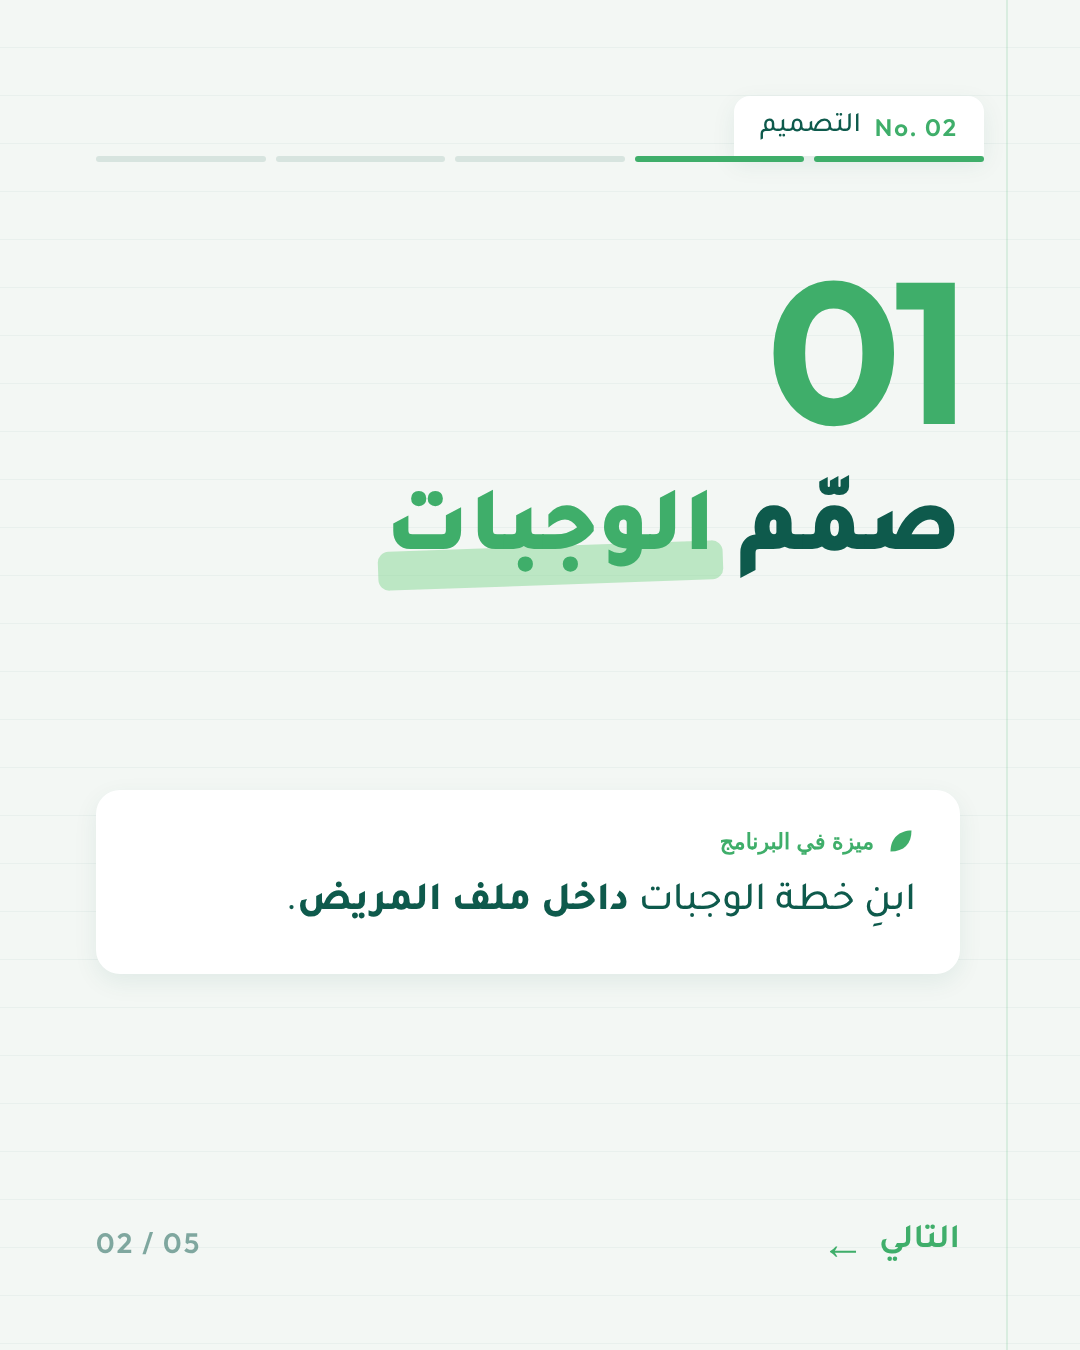 No. 02 التصميم
01
صمّم الوجبات
ميزة في البرنامج
ابنِ خطة الوجبات داخل ملف المريض.
التالي ←
02 / 05